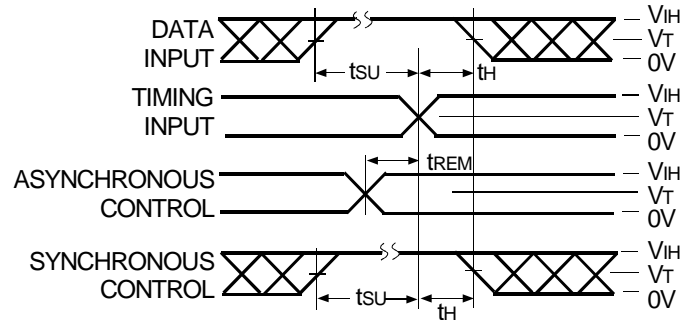 DATA
INPUT
tSU
tH
VIH
VT
0V
TIMING
INPUT
VIH
VT
0V
tREM
ASYNCHRONOUS
CONTROL
VIH
VT
0V
SYNCHRONOUS
CONTROL
tSU
tH
VIH
VT
0V